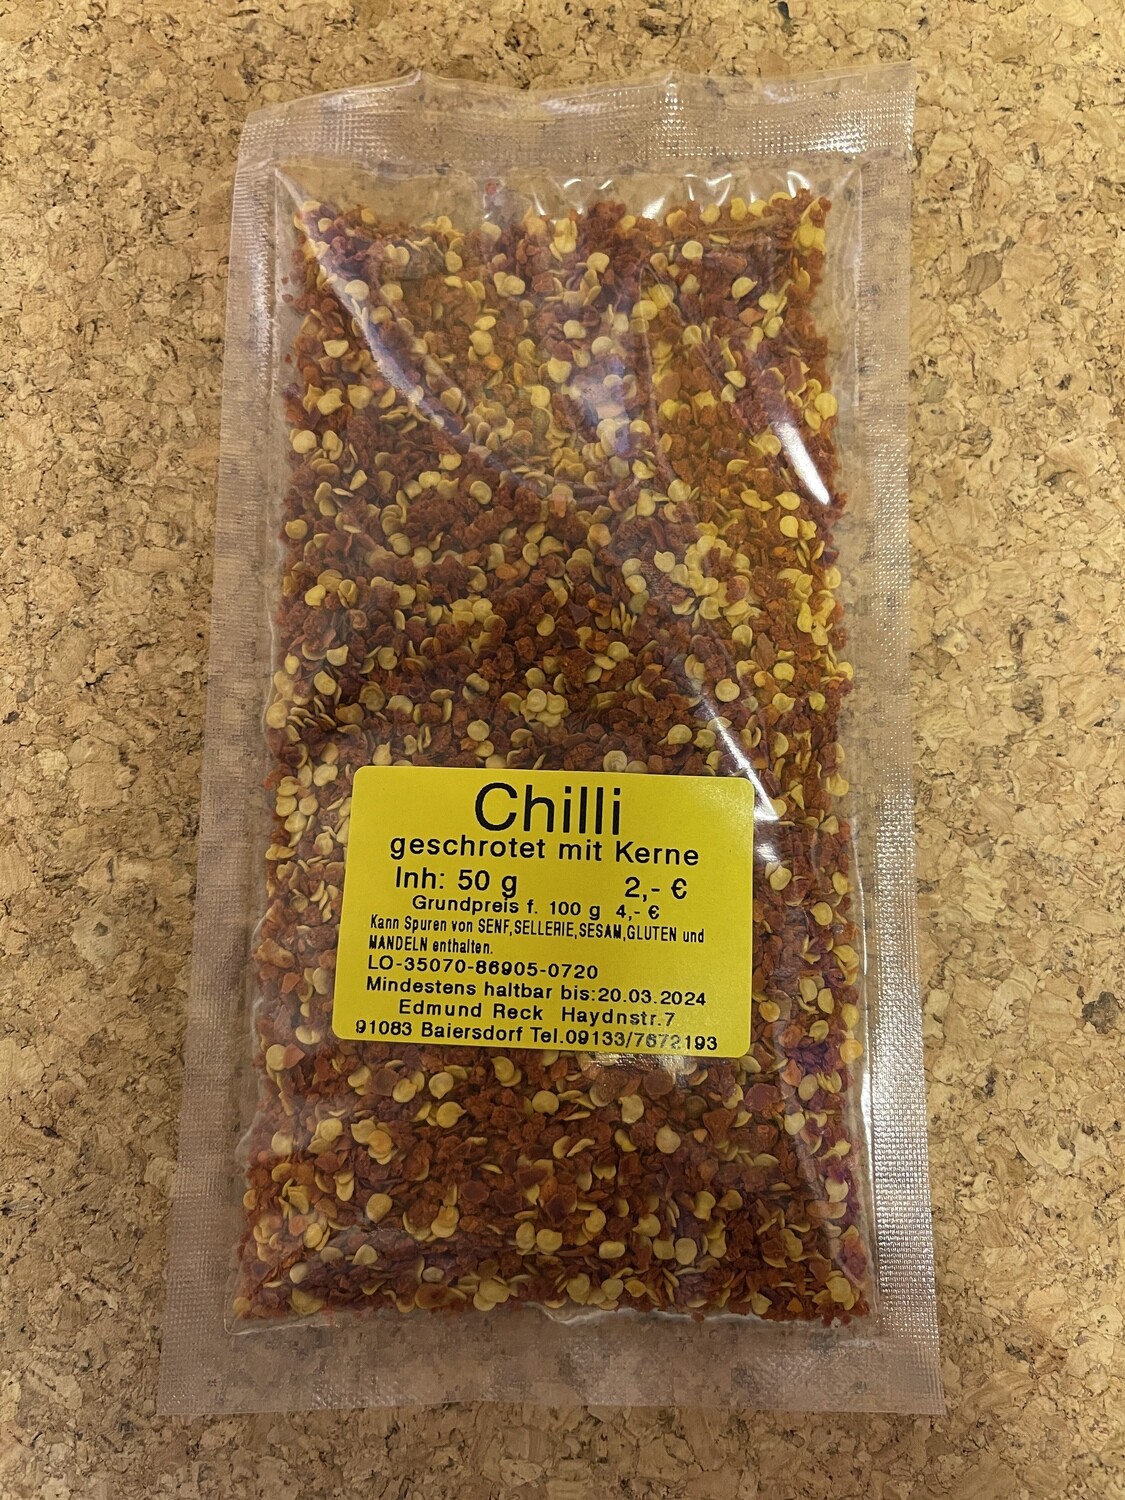 Chilli
geschrotet mit Kerne
Inh: 50 g 2,- €
Grundpreis f. 100 g 4,- €
Kann Spuren von SENF,SELLERIE,SESAM,GLUTEN und
MANDELN enthalten.
LO-35070-86905-0720
Mindestens haltbar bis:20.03.2024
Edmund Reck Haydnstr.7
91083 Baiersdorf Tel.09133/7672193